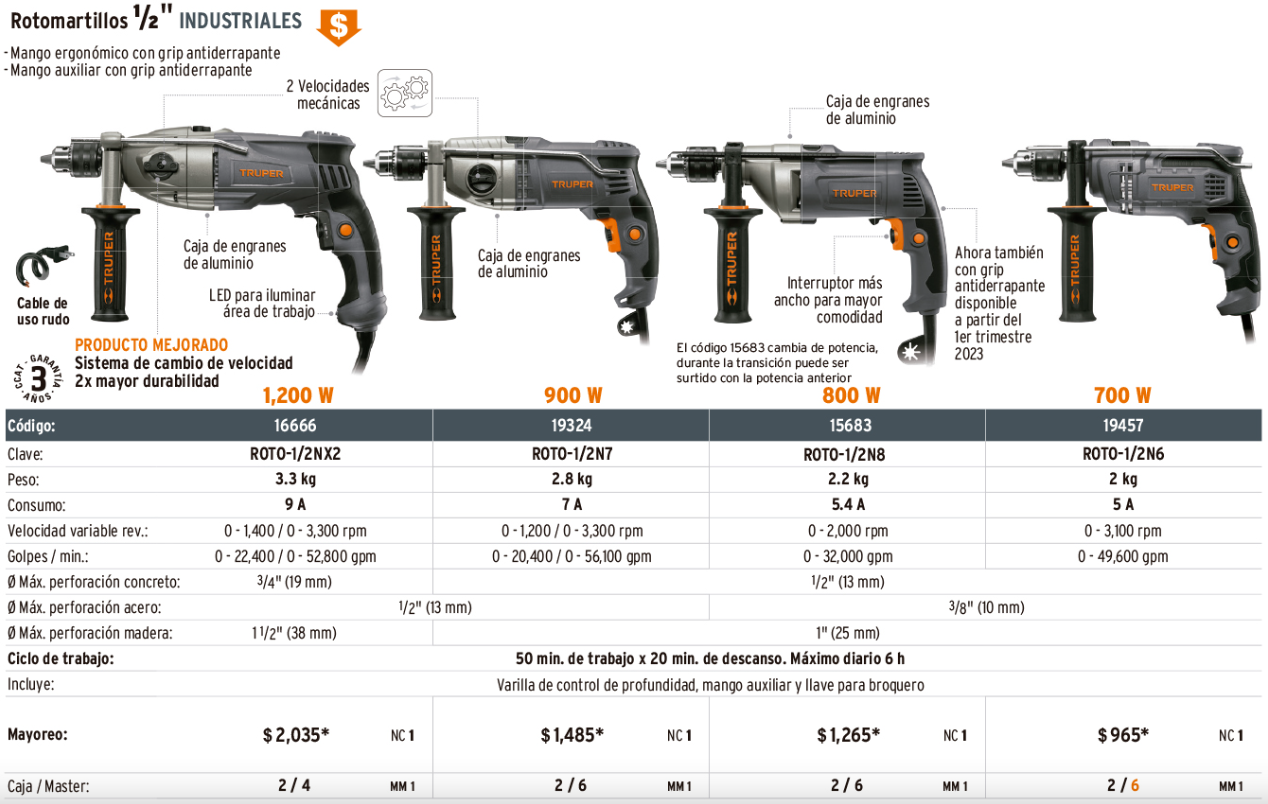 Rotomartillos 1/2" INDUSTRIALES $
- Mango ergonómico con grip antiderrapante
- Mango auxiliar con grip antiderrapante
2 Velocidades
mecánicas
Caja de engranes
de aluminio
TRUPER
TRUPER
TRUPER
TRUPER
TRUPER
TRUPER
TRUPER
TRUPER
Caja de engranes
de aluminio
LED para iluminar
área de trabajo
Cable de
uso rudo
Caja de engranes
de aluminio
Interruptor más
ancho para mayor
comodidad
Ahora también
con grip
antiderrapante
disponible
a partir del
1er trimestre
2023
PRODUCTO MEJORADO
Sistema de cambio de velocidad
2x mayor durabilidad
CCAT - GARANTÍA
3
AÑOS
El código 15683 cambia de potencia,
durante la transición puede ser
surtido con la potencia anterior
1,200 W 900 W 800 W 700 W
Código: 16666 19324 15683 19457
Clave: ROTO-1/2NX2 ROTO-1/2N7 ROTO-1/2N8 ROTO-1/2N6
Peso: 3.3 kg 2.8 kg 2.2 kg 2 kg
Consumo: 9 A 7 A 5.4 A 5 A
Velocidad variable rev.: 0 - 1,400 / 0 - 3,300 rpm 0 - 1,200 / 0 - 3,300 rpm 0 - 2,000 rpm 0 - 3,100 rpm
Golpes / min.: 0 - 22,400 / 0 - 52,800 gpm 0 - 20,400 / 0 - 56,100 gpm 0 - 32,000 gpm 0 - 49,600 gpm
Ø Máx. perforación concreto: 3/4" (19 mm) 1/2" (13 mm)
Ø Máx. perforación acero: 1/2" (13 mm) 3/8" (10 mm)
Ø Máx. perforación madera: 1 1/2" (38 mm) 1" (25 mm)
Ciclo de trabajo: 50 min. de trabajo x 20 min. de descanso. Máximo diario 6 h
Incluye: Varilla de control de profundidad, mango auxiliar y llave para broquero
Mayoreo: $ 2,035* NC 1 $ 1,485* NC 1 $ 1,265* NC 1 $ 965* NC 1
Caja / Master: 2 / 4 MM 1 2 / 6 MM 1 2 / 6 MM 1 2 / 6 MM 1